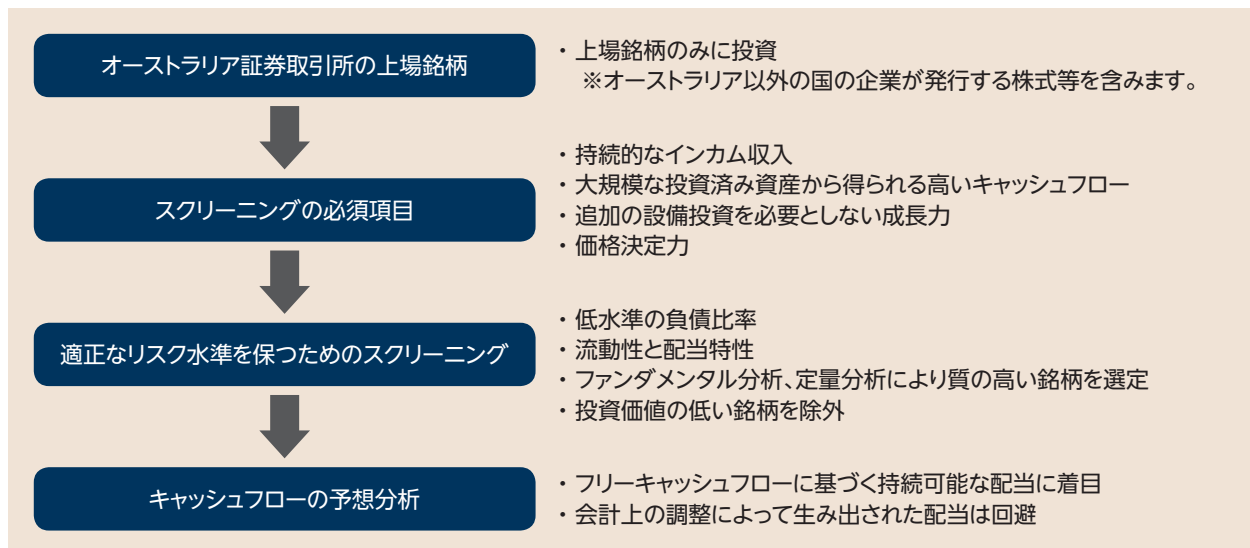 オーストラリア証券取引所の上場銘柄
・上場銘柄のみに投資
※オーストラリア以外の国の企業が発行する株式等を含みます。
スクリーニングの必須項目
・持続的なインカム収入
・大規模な投資済み資産から得られる高いキャッシュフロー
・追加の設備投資を必要としない成長力
・価格決定力
適正なリスク水準を保つためのスクリーニング
・低水準の負債比率
・流動性と配当特性
・ファンダメンタル分析、定量分析により質の高い銘柄を選定
・投資価値の低い銘柄を除外
キャッシュフローの予想分析
・フリーキャッシュフローに基づく持続可能な配当に着目
・会計上の調整によって生み出された配当は回避